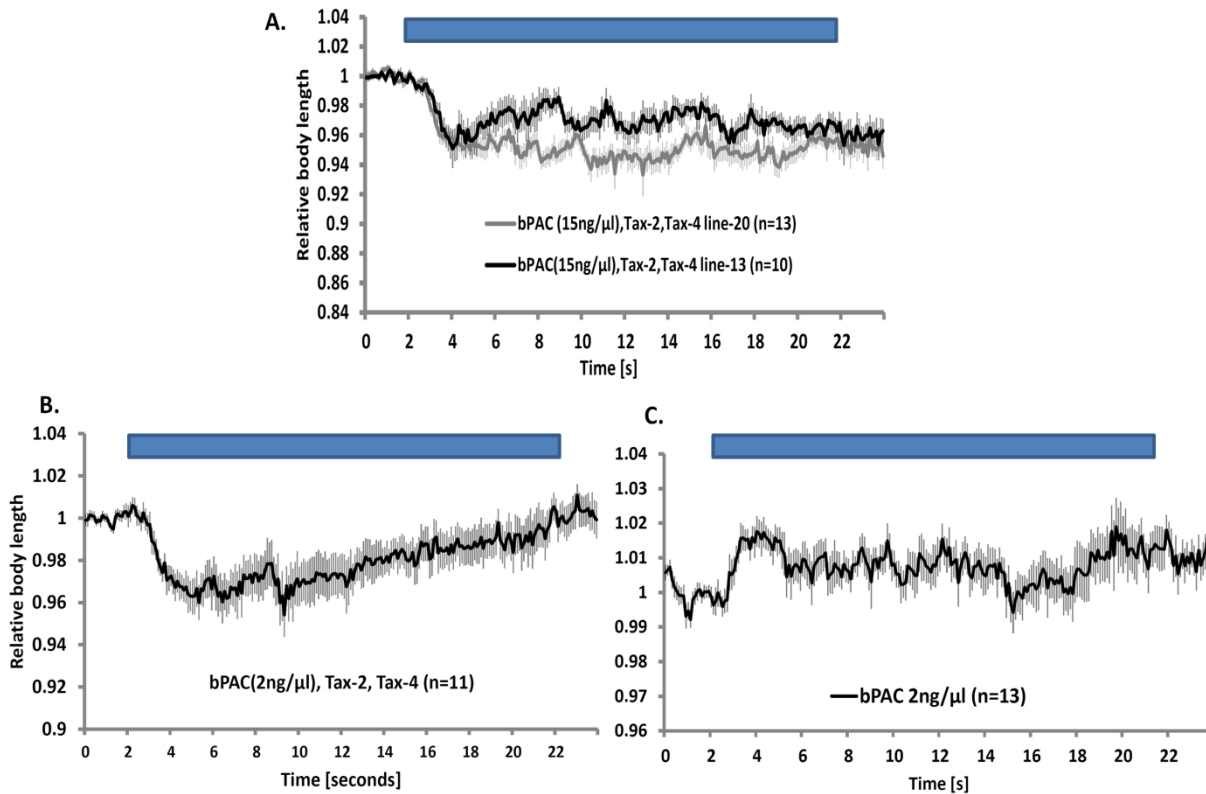 A.
1.04
1.02
1
0.98
0.96
0.94
0.92
0.9
0.88
0.86
0.84
Relative body length
bPAC (15ng/µl),Tax-2,Tax-4 line-20 (n=13)
bPAC(15ng/µl),Tax-2,Tax-4 line-13 (n=10)
0 2 4 6 8 10 12 14 16 18 20 22
Time [s]
B.
1.04
1.02
1
0.98
0.96
0.94
0.92
0.9
Relative body length
bPAC(2ng/µl), Tax-2, Tax-4 (n=11)
0 2 4 6 8 10 12 14 16 18 20 22
Time [seconds]
C.
1.04
1.03
1.02
1.01
1
0.99
0.98
0.97
0.96
bPAC 2ng/µl (n=13)
0 2 4 6 8 10 12 14 16 18 20 22
Time [s]